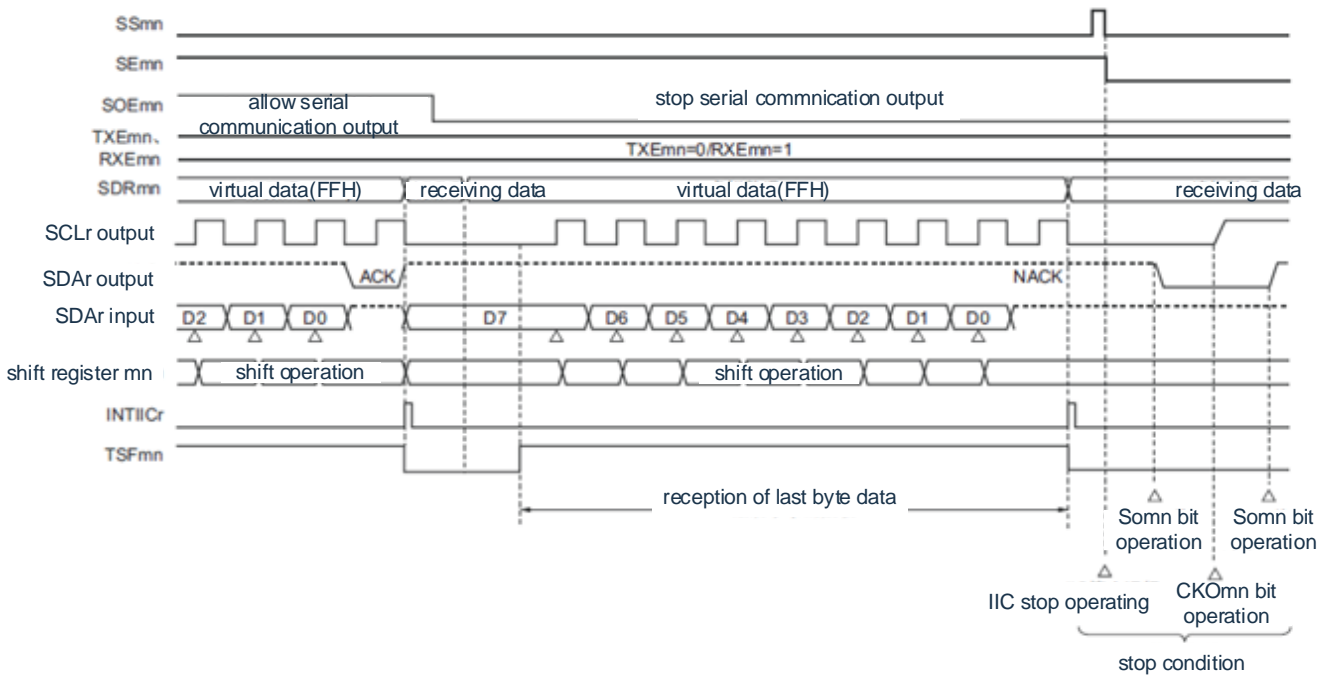 SSmn
SEmn
SOEmn
allow serial
communication output
stop serial commnication output
TXEmn、
RXEmn
TXEmn=0/RXEmn=1
SDRmn
virtual data(FFH)
receiving data
virtual data(FFH)
receiving data
SCLr output
SDAr output
ACK
NACK
SDAr input
D2 D1 D0 D7 D6 D5 D4 D3 D2 D1 D0
shift register mn
shift operation
shift operation
INTIICr
TSFmn
reception of last byte data
Somn bit
operation
Somn bit
operation
IIC stop operating
CKOmn bit
operation
stop condition